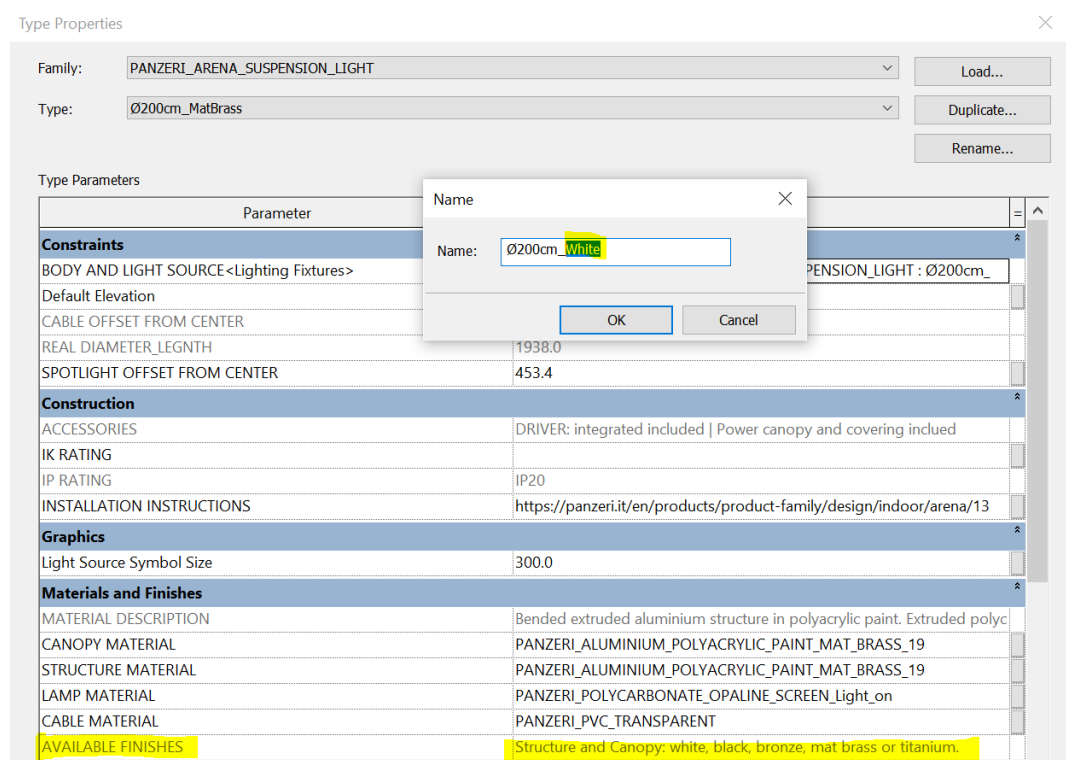 Type Properties
Family: PANZERI_ARENA_SUSPENSION_LIGHT Load...
Type: Ø200cm_MatBrass Duplicate...
Rename...
Type Parameters
Parameter =
Name
Name: Ø200cm_White
OK Cancel
Constraints
BODY AND LIGHT SOURCE<Lighting Fixtures> PENSION_LIGHT : Ø200cm_
Default Elevation
CABLE OFFSET FROM CENTER
REAL DIAMETER_LEGNTH 1938.0
SPOTLIGHT OFFSET FROM CENTER 453.4
Construction
ACCESSORIES DRIVER: integrated included | Power canopy and covering inclued
IK RATING
IP RATING IP20
INSTALLATION INSTRUCTIONS https://panzeri.it/en/products/product-family/design/indoor/arena/13
Graphics
Light Source Symbol Size 300.0
Materials and Finishes
MATERIAL DESCRIPTION Bended extruded aluminium structure in polyacrylic paint. Extruded polyc
CANOPY MATERIAL PANZERI_ALUMINIUM_POLYACRYLIC_PAINT_MAT_BRASS_19
STRUCTURE MATERIAL PANZERI_ALUMINIUM_POLYACRYLIC_PAINT_MAT_BRASS_19
LAMP MATERIAL PANZERI_POLYCARBONATE_OPALINE_SCREEN_Light_on
CABLE MATERIAL PANZERI_PVC_TRANSPARENT
AVAILABLE FINISHES Structure and Canopy: white, black, bronze, mat brass or titanium.